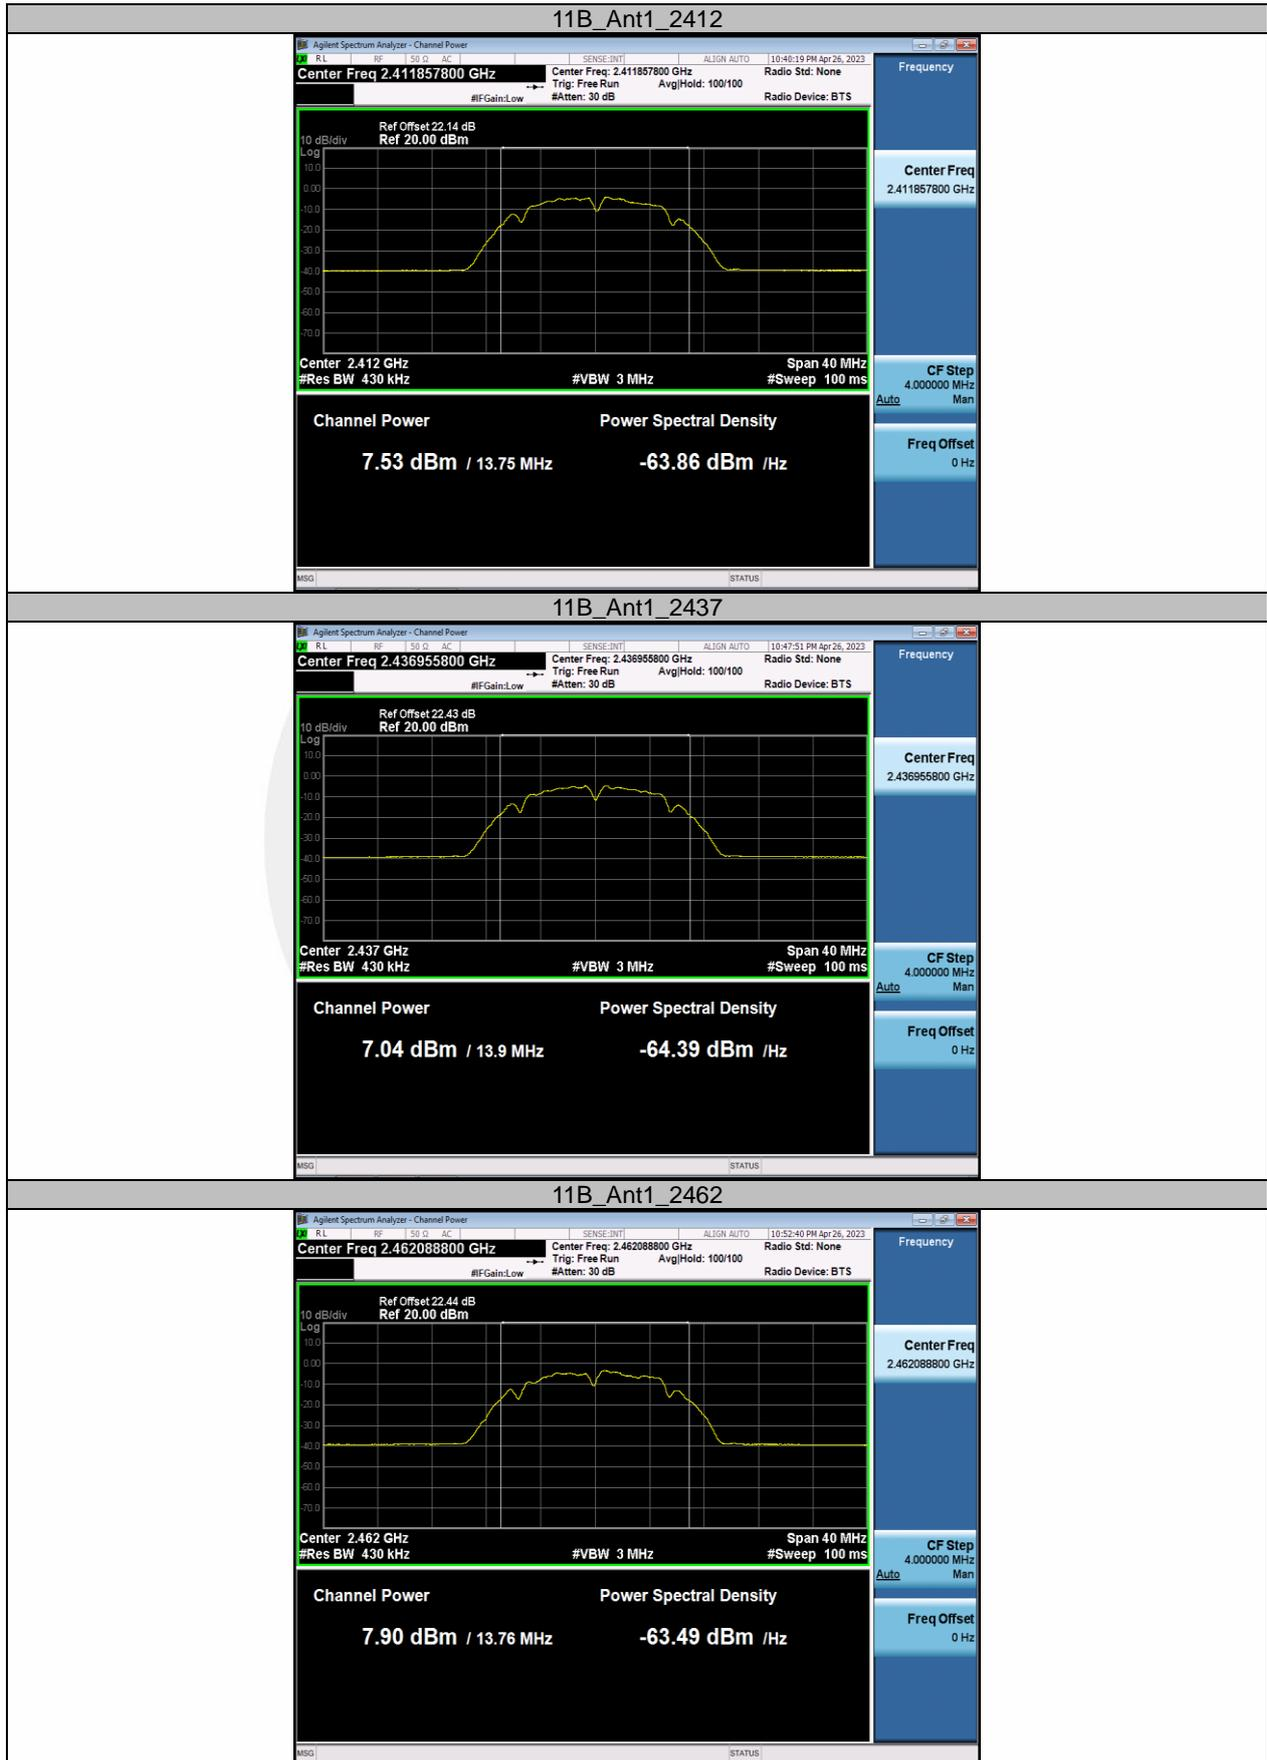 11B_Ant1_2412
Agilent Spectrum Analyzer - Channel Power
RL RF 50 Ω AC SENSE:INT ALIGN AUTO 10:40:19 PM Apr 26, 2023
Center Freq 2.411857800 GHz
Center Freq: 2.411857800 GHz Radio Std: None
Trig: Free Run Avg|Hold: 100/100
#IFGain:Low #Atten: 30 dB Radio Device: BTS
Frequency
Ref Offset 22.14 dB
10 dB/div Ref 20.00 dBm
Log
10.0
0.00
-10.0
-20.0
-30.0
-40.0
-50.0
-60.0
-70.0
Center Freq
2.411857800 GHz
Center 2.412 GHz Span 40 MHz
#Res BW 430 kHz #VBW 3 MHz #Sweep 100 ms
CF Step
4.000000 MHz
Auto Man
Channel Power Power Spectral Density
7.53 dBm / 13.75 MHz -63.86 dBm /Hz
Freq Offset
0 Hz
MSG STATUS
11B_Ant1_2437
Agilent Spectrum Analyzer - Channel Power
RL RF 50 Ω AC SENSE:INT ALIGN AUTO 10:47:51 PM Apr 26, 2023
Center Freq 2.436955800 GHz
Center Freq: 2.436955800 GHz Radio Std: None
Trig: Free Run Avg|Hold: 100/100
#IFGain:Low #Atten: 30 dB Radio Device: BTS
Frequency
Ref Offset 22.43 dB
10 dB/div Ref 20.00 dBm
Log
10.0
0.00
-10.0
-20.0
-30.0
-40.0
-50.0
-60.0
-70.0
Center Freq
2.436955800 GHz
Center 2.437 GHz Span 40 MHz
#Res BW 430 kHz #VBW 3 MHz #Sweep 100 ms
CF Step
4.000000 MHz
Auto Man
Channel Power Power Spectral Density
7.04 dBm / 13.9 MHz -64.39 dBm /Hz
Freq Offset
0 Hz
MSG STATUS
11B_Ant1_2462
Agilent Spectrum Analyzer - Channel Power
RL RF 50 Ω AC SENSE:INT ALIGN AUTO 10:52:40 PM Apr 26, 2023
Center Freq 2.462088800 GHz
Center Freq: 2.462088800 GHz Radio Std: None
Trig: Free Run Avg|Hold: 100/100
#IFGain:Low #Atten: 30 dB Radio Device: BTS
Frequency
Ref Offset 22.44 dB
10 dB/div Ref 20.00 dBm
Log
10.0
0.00
-10.0
-20.0
-30.0
-40.0
-50.0
-60.0
-70.0
Center Freq
2.462088800 GHz
Center 2.462 GHz Span 40 MHz
#Res BW 430 kHz #VBW 3 MHz #Sweep 100 ms
CF Step
4.000000 MHz
Auto Man
Channel Power Power Spectral Density
7.90 dBm / 13.76 MHz -63.49 dBm /Hz
Freq Offset
0 Hz
MSG STATUS